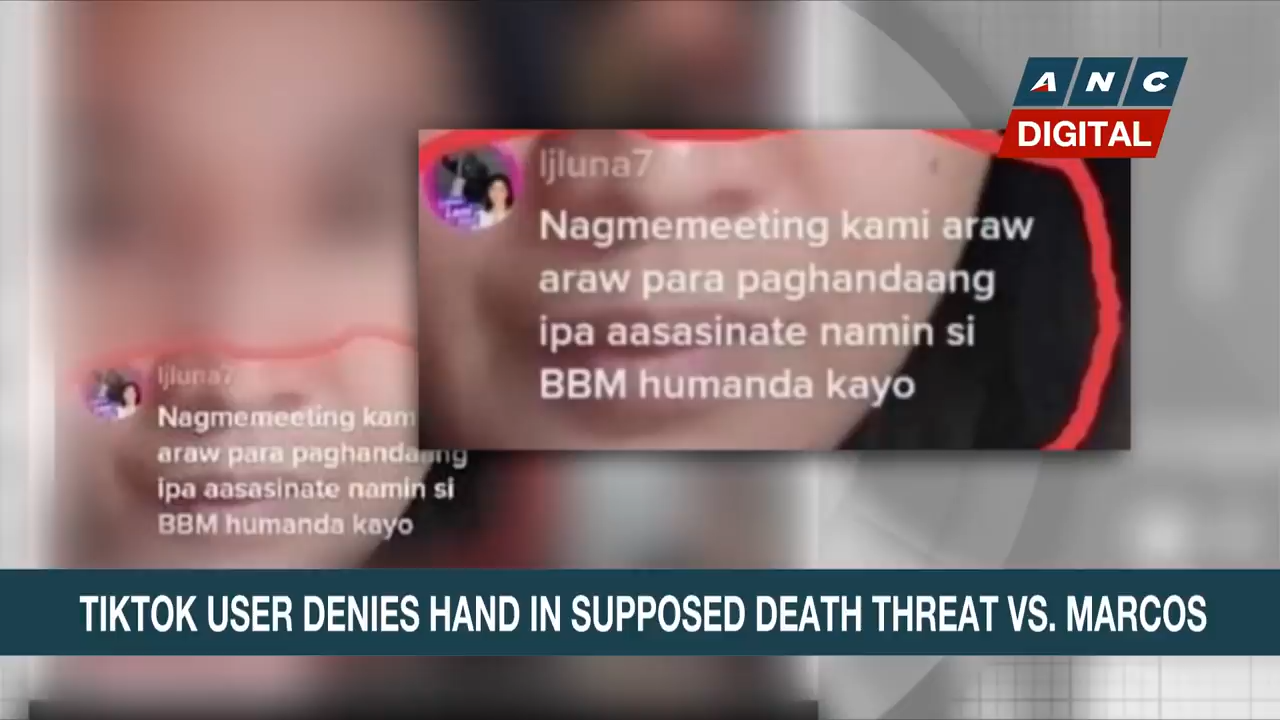 ANC
DIGITAL
ljluna7
Nagmemeeting kami araw
araw para paghandaang
ipa aasasinate namin si
BBM humanda kayo
ljluna7
Nagmemeeting kam
araw para paghandaang
ipa aasasinate namin si
BBM humanda kayo
TIKTOK USER DENIES HAND IN SUPPOSED DEATH THREAT VS. MARCOS